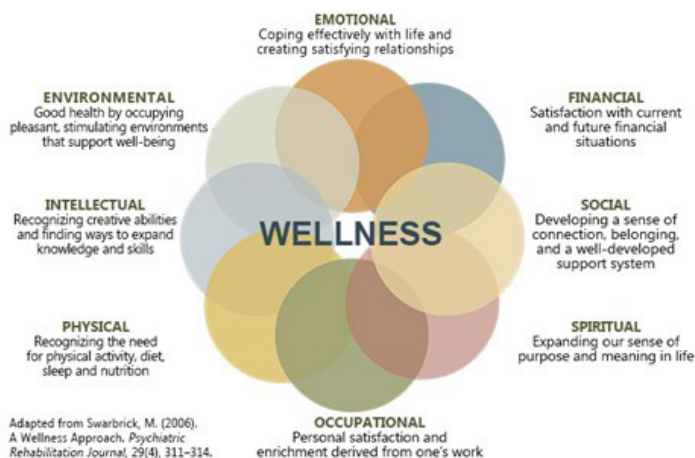 EMOTIONAL
Coping effectively with life and
creating satisfying relationships
ENVIRONMENTAL
Good health by occupying
pleasant, stimulating environments
that support well-being
FINANCIAL
Satisfaction with current
and future financial
situations
INTELLECTUAL
Recognizing creative abilities
and finding ways to expand
knowledge and skills
WELLNESS
SOCIAL
Developing a sense of
connection, belonging,
and a well-developed
support system
PHYSICAL
Recognizing the need
for physical activity, diet,
sleep and nutrition
SPIRITUAL
Expanding our sense of
purpose and meaning in life
OCCUPATIONAL
Personal satisfaction and
enrichment derived from one's work
Adapted from Swarbrick, M. (2006).
A Wellness Approach. Psychiatric
Rehabilitation Journal, 29(4), 311–314.